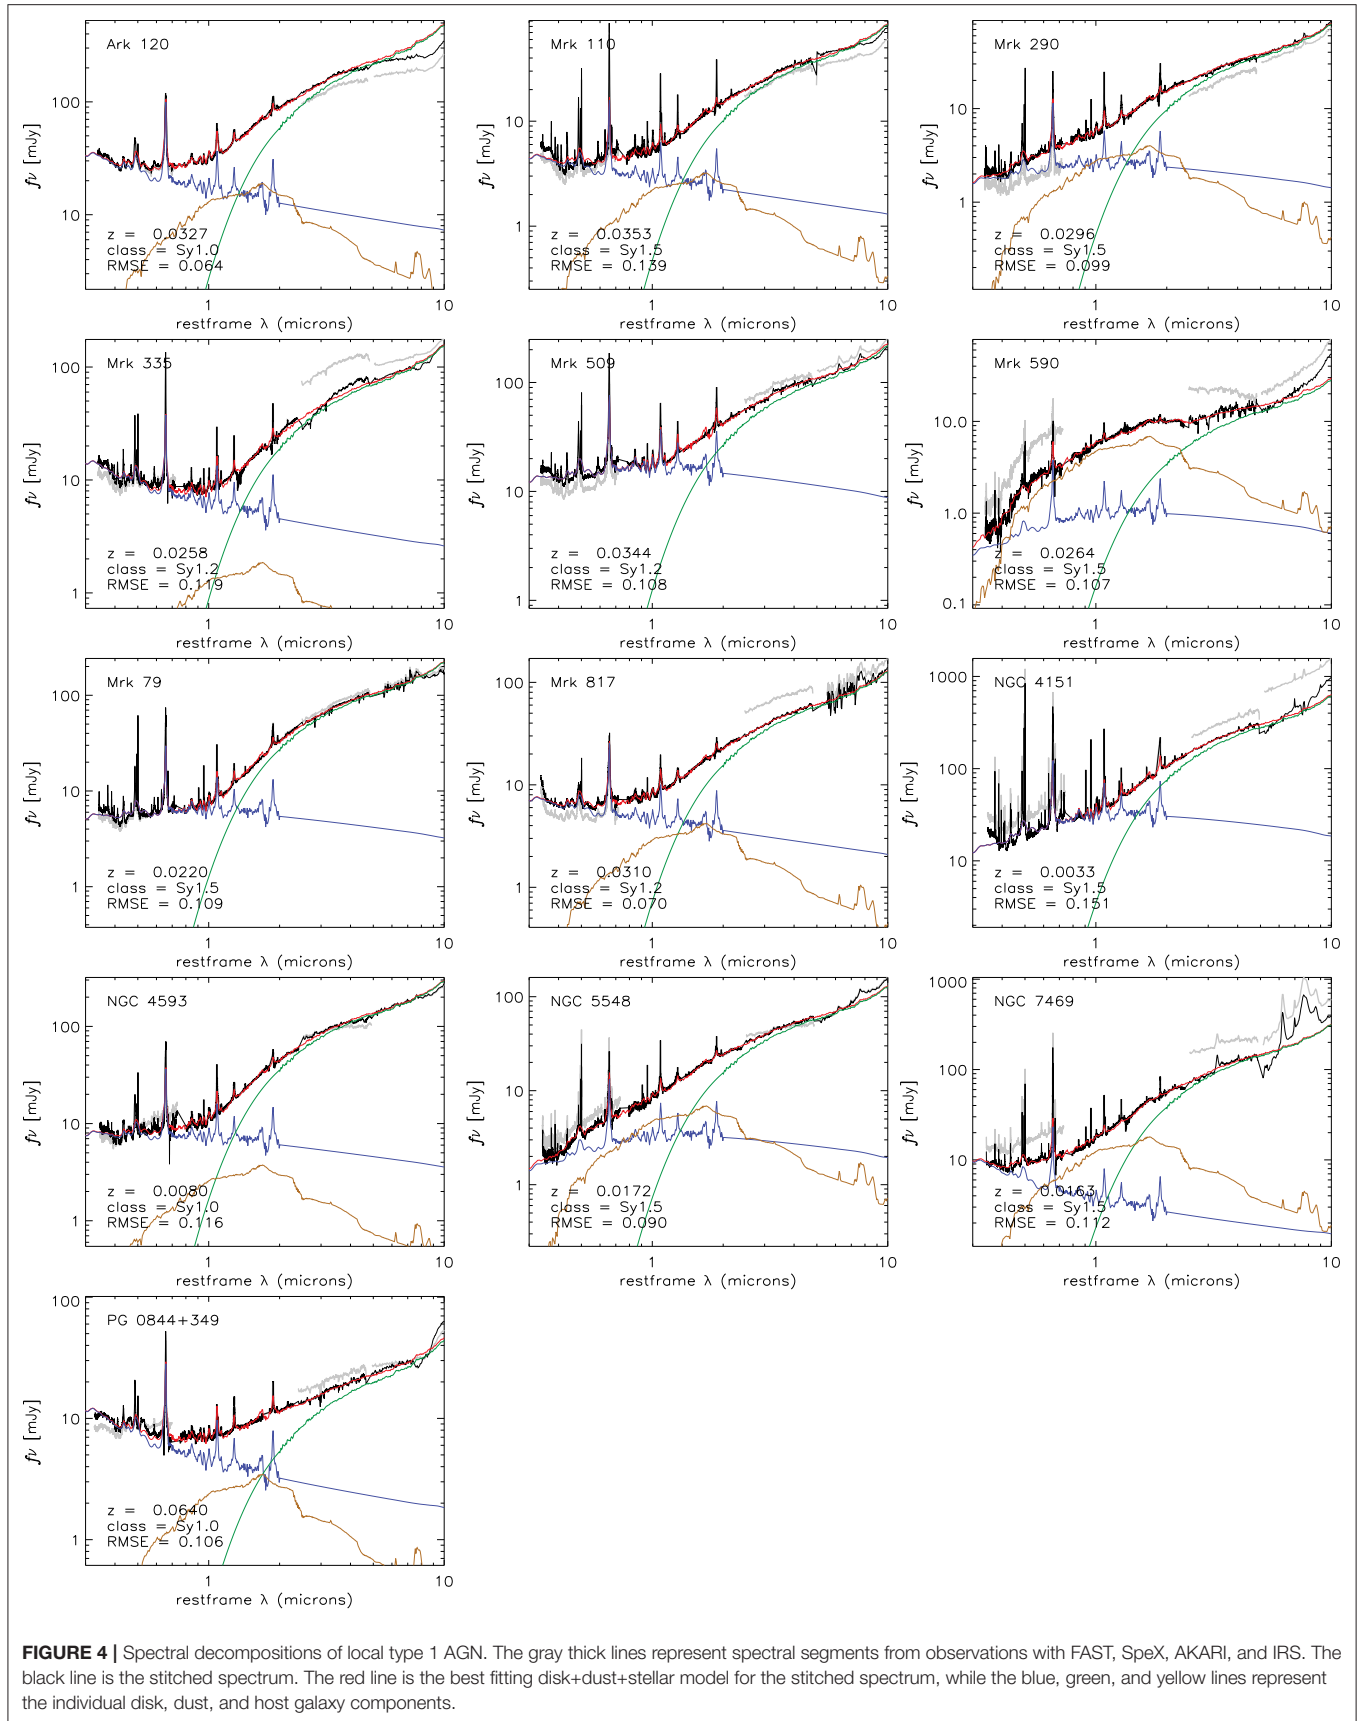 Ark 120
100
10
fν [mJy]
z = 0.0327
class = Sy1.0
RMSE = 0.064
1
10
restframe λ (microns)
Mrk 110
10
1
fν [mJy]
z = 0.0353
class = Sy1.5
RMSE = 0.139
1
10
restframe λ (microns)
Mrk 290
10
1
fν [mJy]
z = 0.0296
class = Sy1.5
RMSE = 0.099
1
10
restframe λ (microns)
Mrk 335
100
10
1
fν [mJy]
z = 0.0258
class = Sy1.2
RMSE = 0.119
1
10
restframe λ (microns)
Mrk 509
100
10
1
fν [mJy]
z = 0.0344
class = Sy1.2
RMSE = 0.108
1
10
restframe λ (microns)
Mrk 590
10.0
1.0
0.1
fν [mJy]
z = 0.0264
class = Sy1.5
RMSE = 0.107
1
10
restframe λ (microns)
Mrk 79
100
10
1
fν [mJy]
z = 0.0220
class = Sy1.5
RMSE = 0.109
1
10
restframe λ (microns)
Mrk 817
100
10
1
fν [mJy]
z = 0.0310
class = Sy1.2
RMSE = 0.070
1
10
restframe λ (microns)
NGC 4151
1000
100
10
fν [mJy]
z = 0.0033
class = Sy1.5
RMSE = 0.151
1
10
restframe λ (microns)
NGC 4593
100
10
1
fν [mJy]
z = 0.0080
class = Sy1.0
RMSE = 0.116
1
10
restframe λ (microns)
NGC 5548
100
10
1
fν [mJy]
z = 0.0172
class = Sy1.5
RMSE = 0.090
1
10
restframe λ (microns)
NGC 7469
1000
100
10
fν [mJy]
z = 0.0163
class = Sy1.5
RMSE = 0.112
1
10
restframe λ (microns)
PG 0844+349
100
10
1
fν [mJy]
z = 0.0640
class = Sy1.0
RMSE = 0.106
1
10
restframe λ (microns)
FIGURE 4 | Spectral decompositions of local type 1 AGN. The gray thick lines represent spectral segments from observations with FAST, SpeX, AKARI, and IRS. The
black line is the stitched spectrum. The red line is the best fitting disk+dust+stellar model for the stitched spectrum, while the blue, green, and yellow lines represent
the individual disk, dust, and host galaxy components.